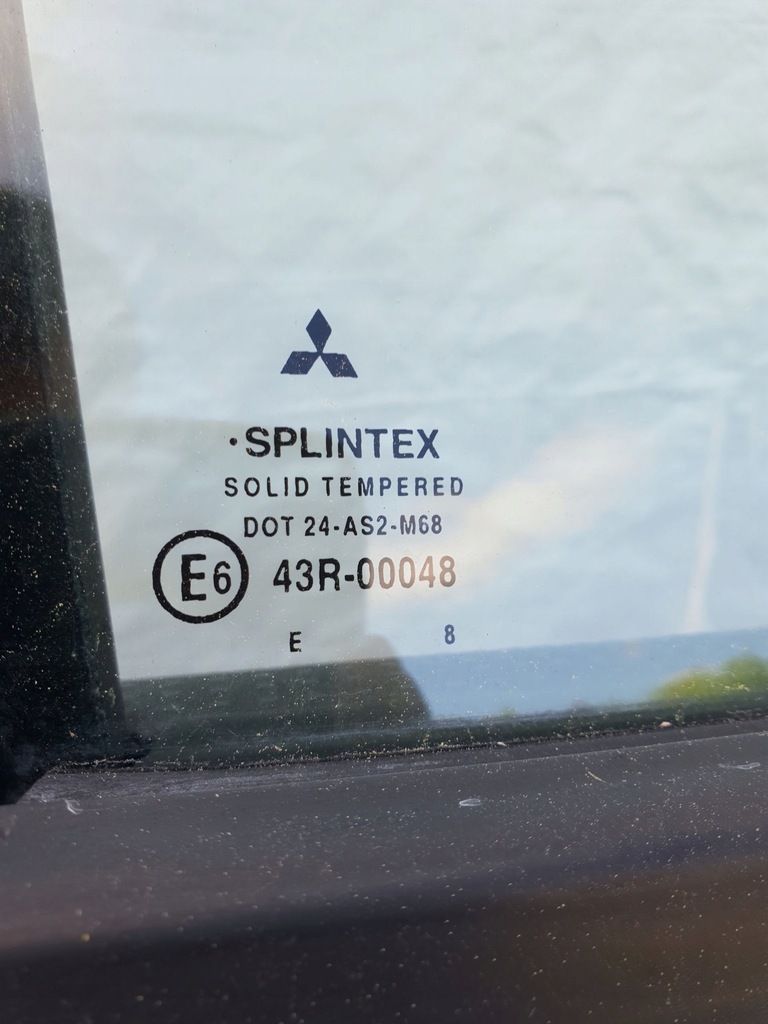 ·SPLINTEX
SOLID TEMPERED
DOT 24-AS2-M68
E6 43R-00048
E 8